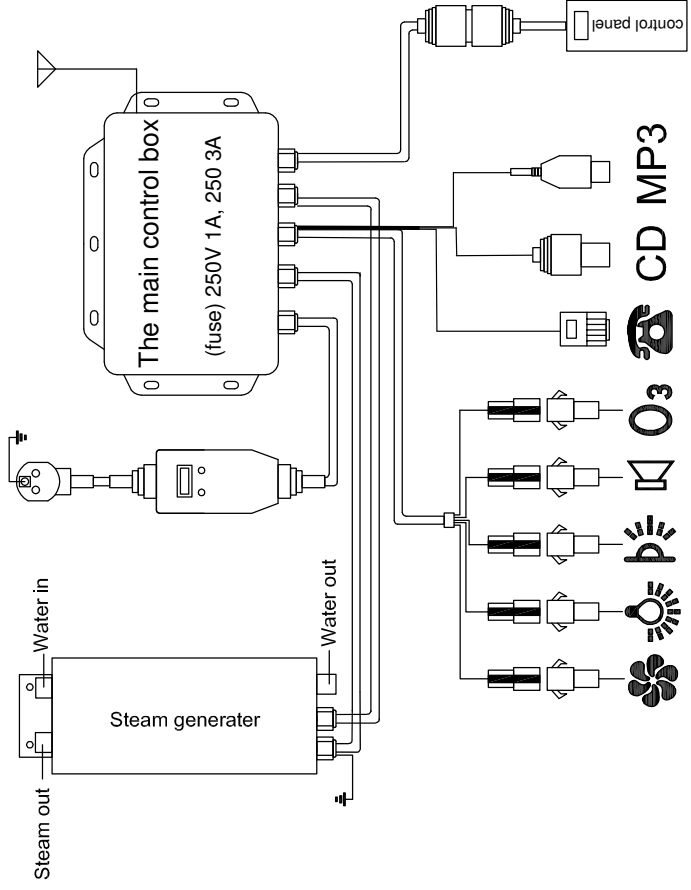 control panel
The main control box
(fuse) 250V 1A, 250 3A
MP3
CD
O3
Water in
Water out
Steam generater
Steam out